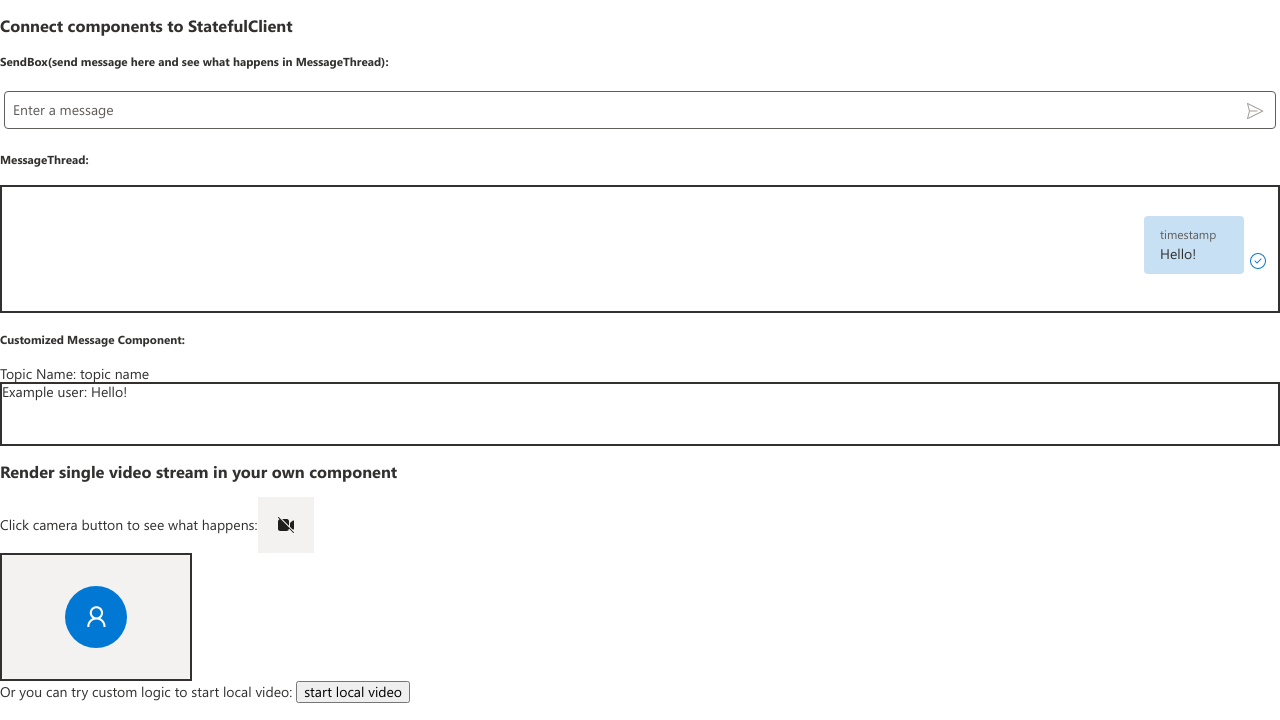 Connect components to StatefulClient
SendBox(send message here and see what happens in MessageThread):
Enter a message
MessageThread:
timestamp
Hello!
Customized Message Component:
Topic Name: topic name
Example user: Hello!
Render single video stream in your own component
Click camera button to see what happens:
Or you can try custom logic to start local video: start local video